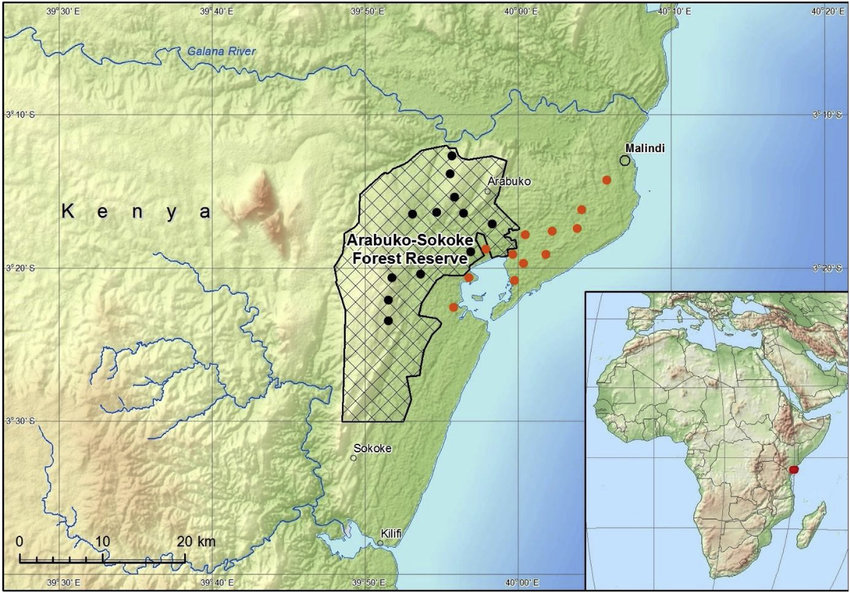 39°30' E 39°40' E 39°50' E 40°00' E 40°10' E 40°20' E
Galana River
3°10' S 3°10' S
Malindi
Arabuko
K e n y a
Arabuko-Sokoke
Forest Reserve
3°20' S 3°20' S
3°30' S
Sokoke
Kilifi
0 10 20 km
39°30' E 39°40' E 39°50' E 40°00' E